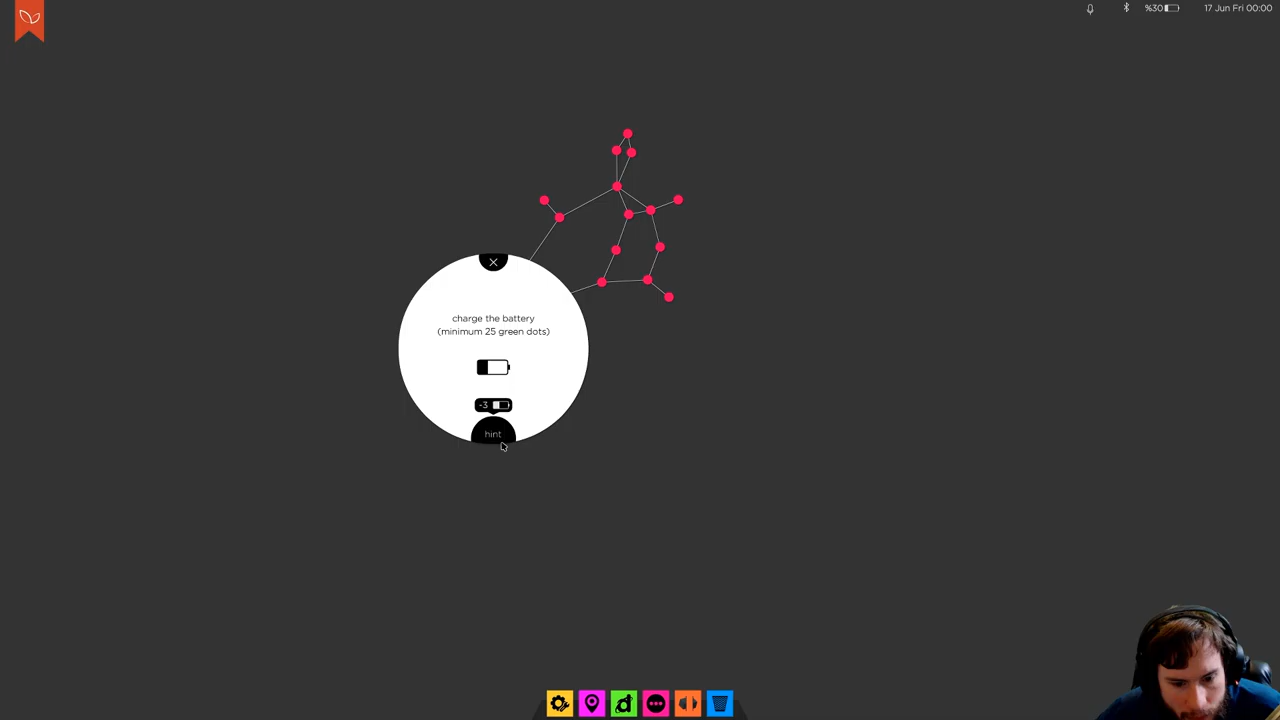 %30
17 Jun Fri 00:00
charge the battery
(minimum 25 green dots)
-3
hint
d